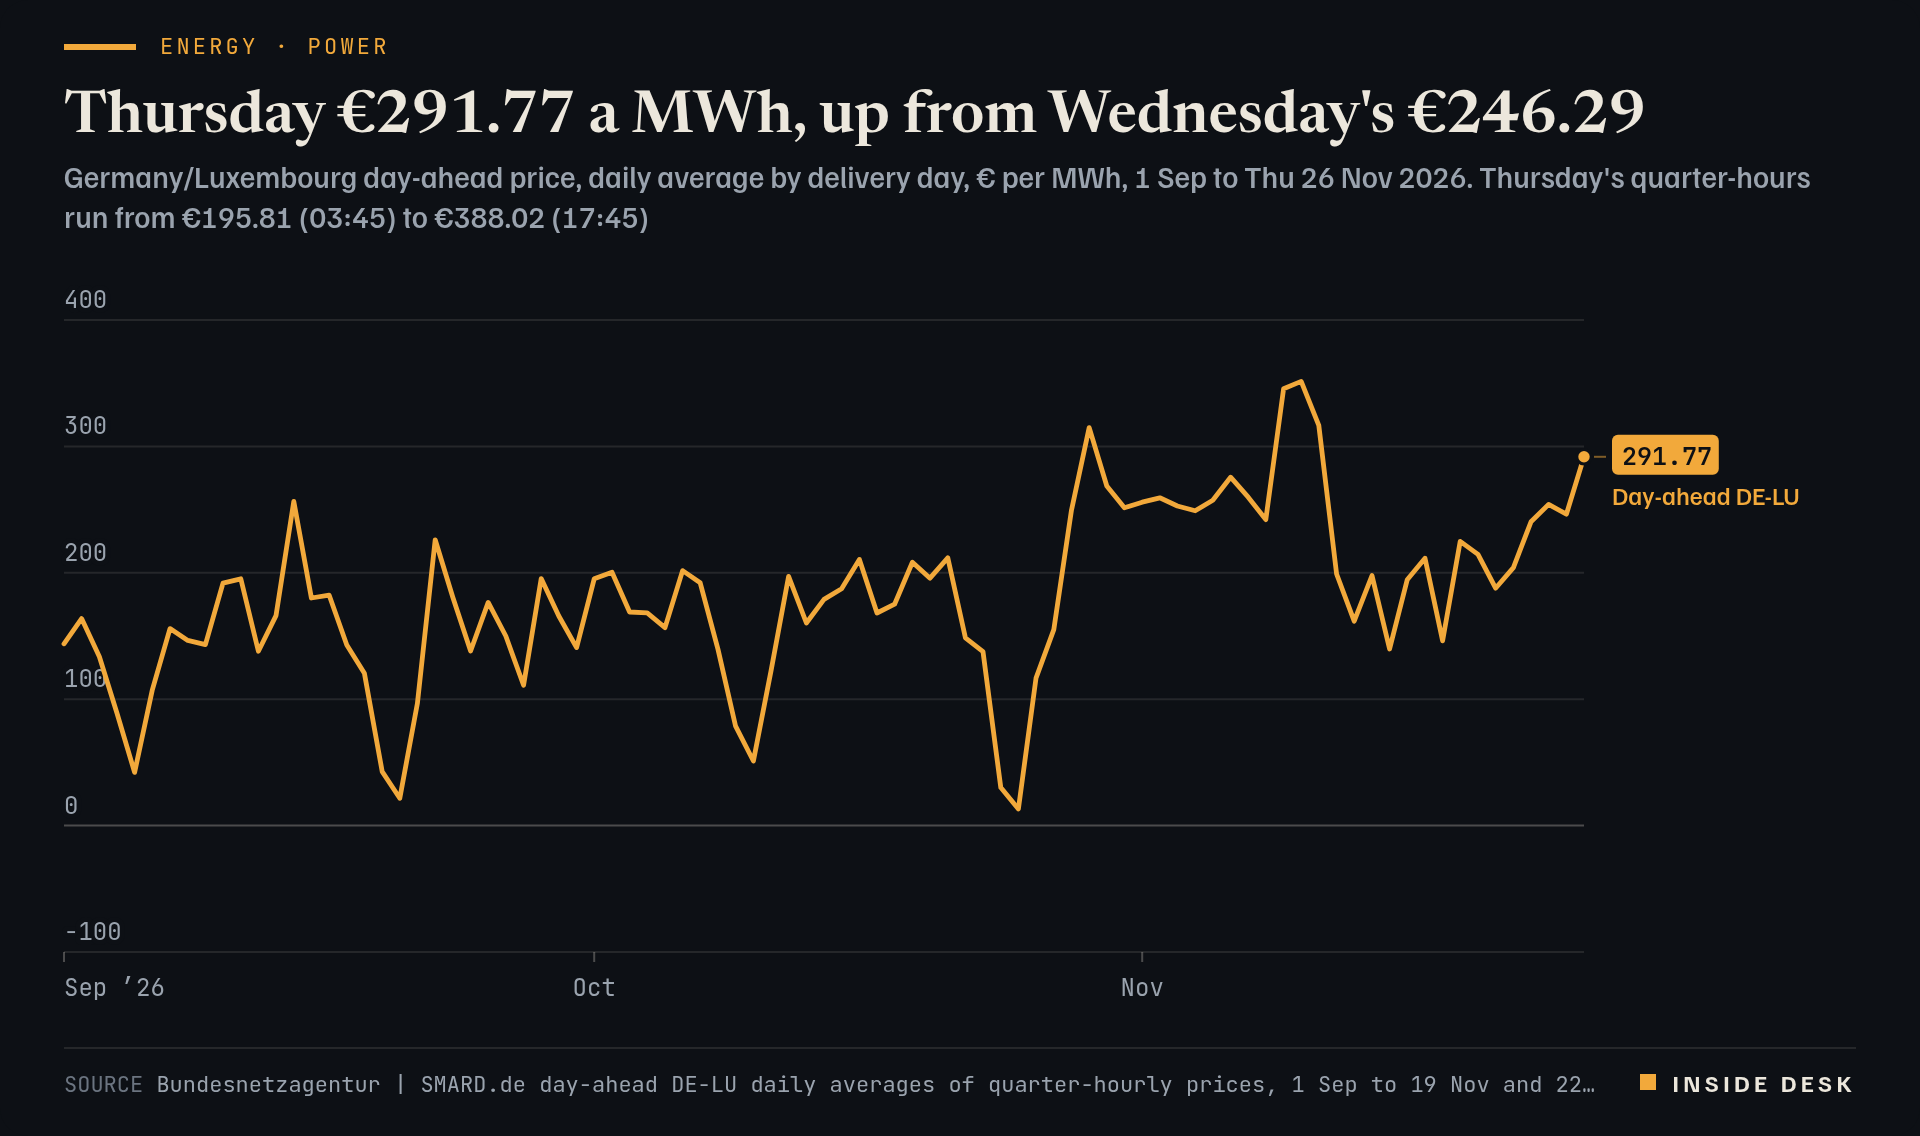 ENERGY · POWER
Thursday €291.77 a MWh, up from Wednesday's €246.29
Germany/Luxembourg day-ahead price, daily average by delivery day, € per MWh, 1 Sep to Thu 26 Nov 2026. Thursday's quarter-hours
run from €195.81 (03:45) to €388.02 (17:45)
400
300
291.77
Day-ahead DE-LU
200
100
0
-100
Sep ’26
Oct
Nov
SOURCE Bundesnetzagentur | SMARD.de day-ahead DE-LU daily averages of quarter-hourly prices, 1 Sep to 19 Nov and 22…
INSIDE DESK